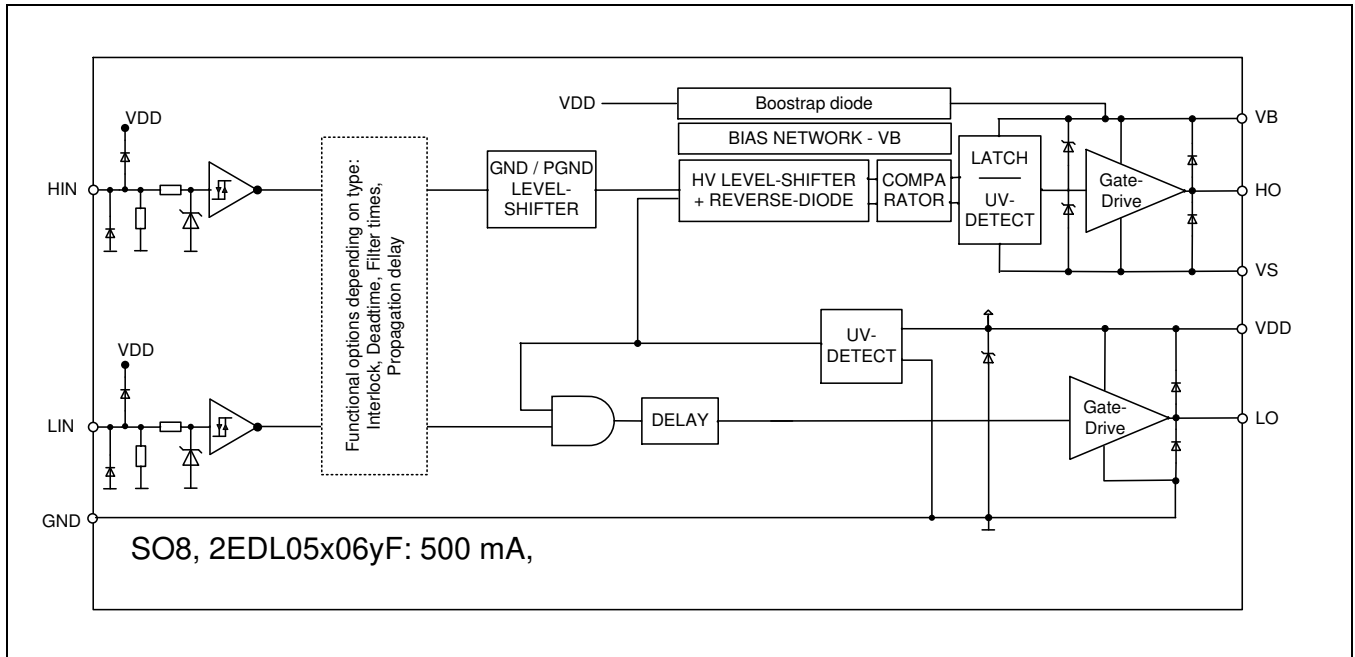 VDD
Boostrap diode
VB
BIAS NETWORK - VB
VDD
HIN
Functional options depending on type:
Interlock, Deadtime, Filter times,
Propagation delay
GND / PGND
LEVEL-
SHIFTER
HV LEVEL-SHIFTER
+ REVERSE-DIODE
COMPA
RATOR
LATCH
UV-
DETECT
Gate-
Drive
HO
VS
VDD
LIN
UV-
DETECT
VDD
DELAY
Gate-
Drive
LO
GND
SO8, 2EDL05x06yF: 500 mA,